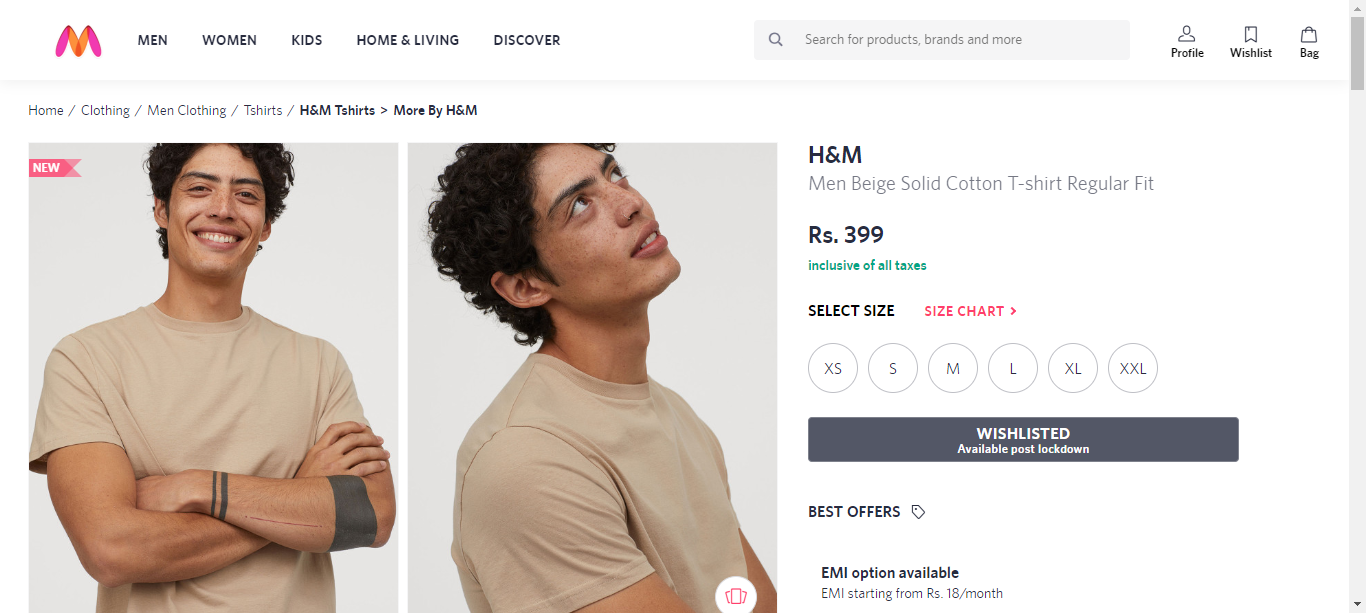 MEN WOMEN KIDS HOME & LIVING DISCOVER Search for products, brands and more Profile Wishlist Bag
Home / Clothing / Men Clothing / Tshirts / H&M Tshirts > More By H&M
NEW
H&M
Men Beige Solid Cotton T-shirt Regular Fit
Rs. 399
inclusive of all taxes
SELECT SIZE SIZE CHART >
XS S M L XL XXL
WISHLISTED
Available post lockdown
BEST OFFERS
EMI option available
EMI starting from Rs. 18/month